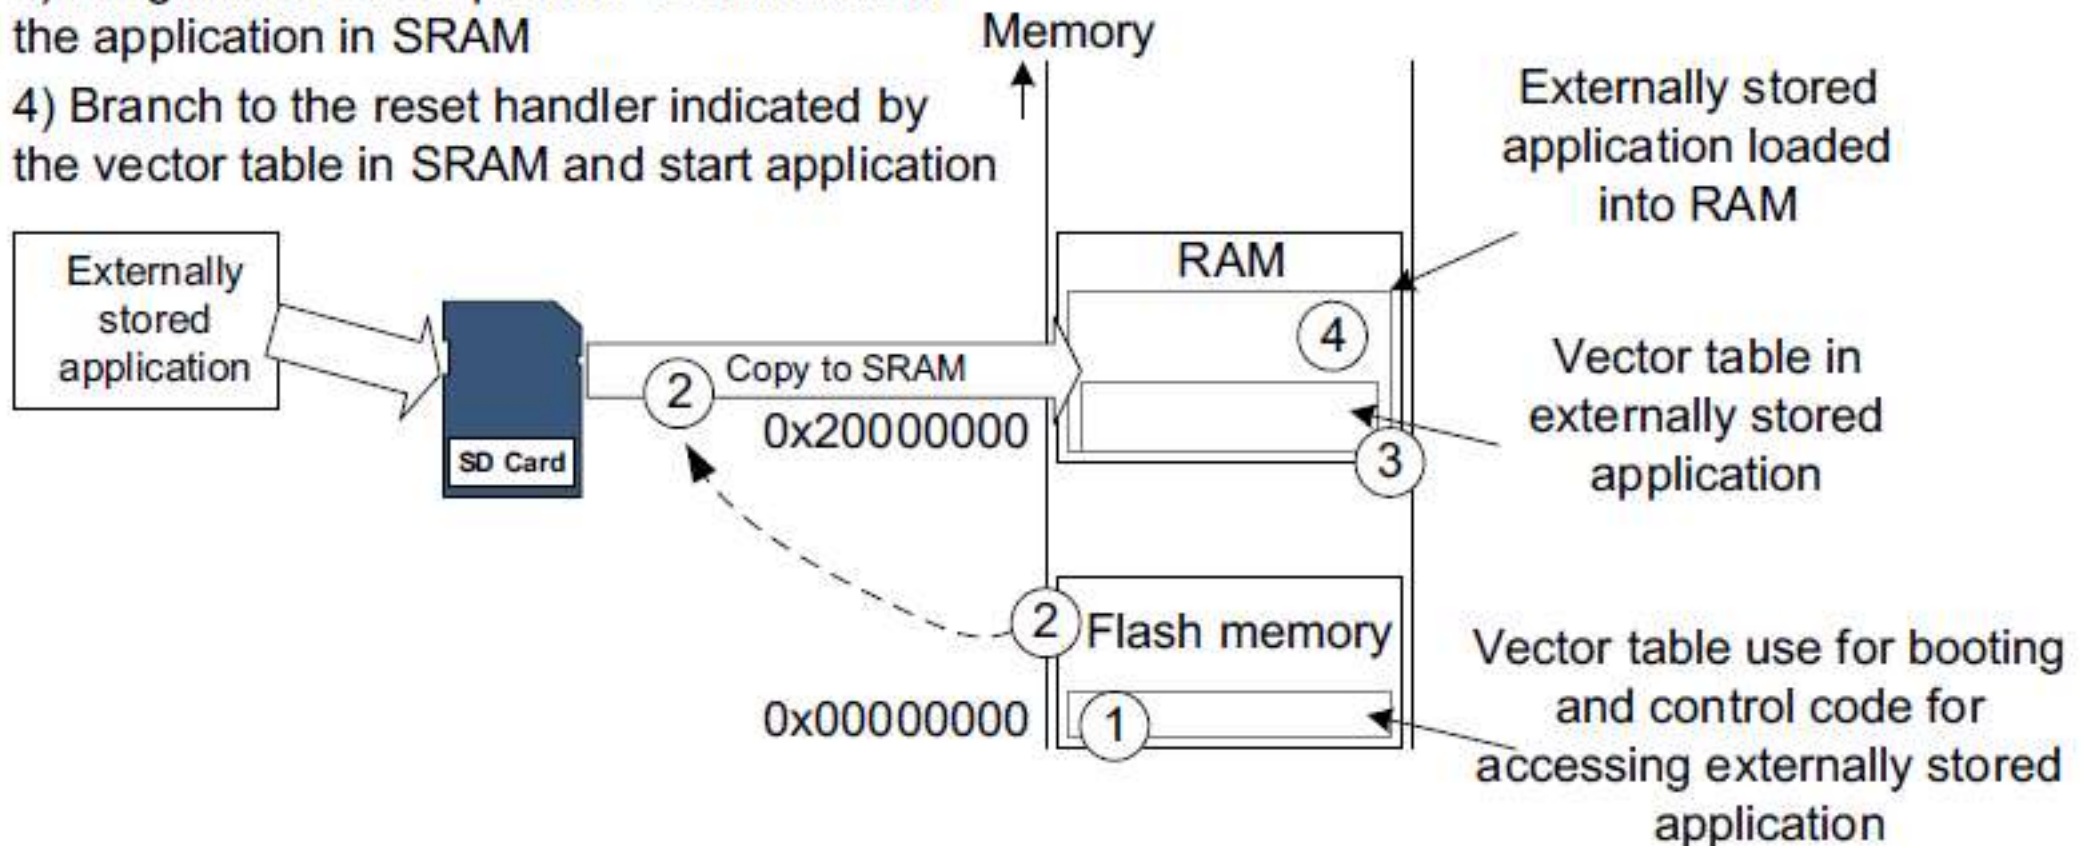 the application in SRAM
4) Branch to the reset handler indicated by
the vector table in SRAM and start application
Memory
Externally stored
application loaded
into RAM
Externally
stored
application
SD Card
2
Copy to SRAM
0x20000000
RAM
4
3
Vector table in
externally stored
application
2
Flash memory
0x00000000
1
Vector table use for booting
and control code for
accessing externally stored
application